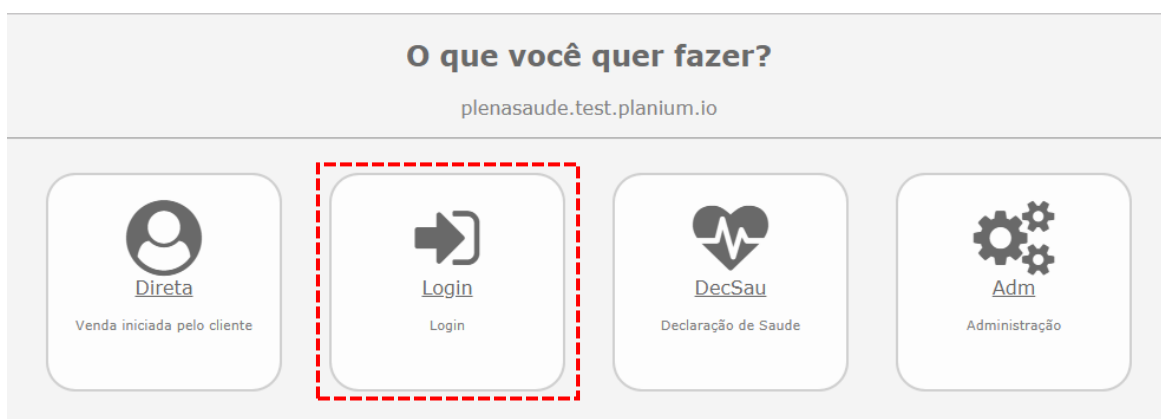 O que você quer fazer?
plenasaude.test.planium.io
Direta
Venda iniciada pelo cliente
Login
Login
DecSau
Declaração de Saude
Adm
Administração